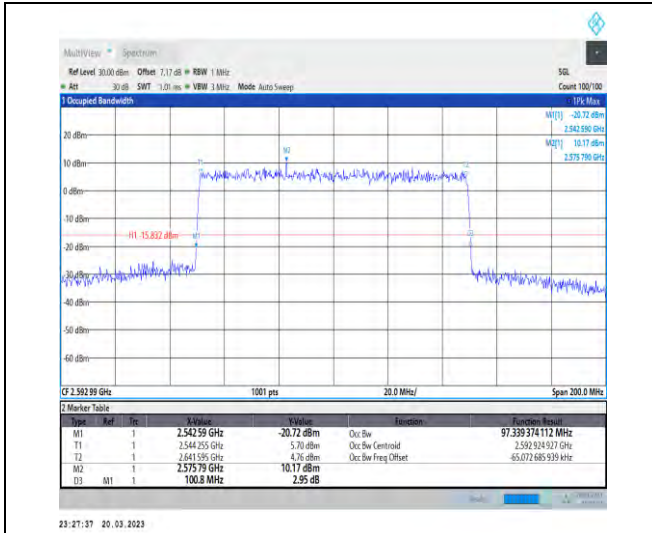 MultiView Spectrum
Ref Level 30.00 dBm Offset 7.17 dB RBW 1 MHz SGL
Att 30 dB SWT 1.01 ms VBW 3 MHz Mode Auto Sweep Count 100/100
1 Occupied Bandwidth 1Pk Max
M1[1] -20.72 dBm
2.542 590 GHz
M2[1] 10.17 dBm
2.575 790 GHz
20 dBm
M2
10 dBm
T1
0 dBm
-10 dBm
H1 -15.832 dBm
M1
D3
-20 dBm
-30 dBm
-40 dBm
-50 dBm
-60 dBm
CF 2.592 99 GHz 1001 pts 20.0 MHz/ Span 200.0 MHz
2 Marker Table
Type Ref Trc X-Value Y-Value Function Function Result
M1 1 2.542 59 GHz -20.72 dBm Occ Bw 97.339 374 112 MHz
T1 1 2.544 255 GHz 5.70 dBm Occ Bw Centroid 2.592 924 927 GHz
T2 1 2.641 595 GHz 4.76 dBm Occ Bw Freq Offset -65.072 685 939 kHz
M2 1 2.575 79 GHz 10.17 dBm
D3 M1 1 100.8 MHz 2.95 dB
23:27:37 20.03.2023